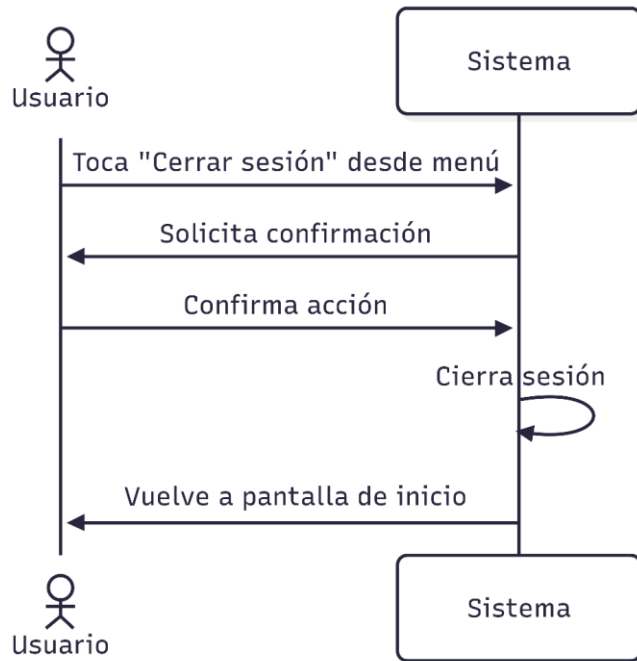 Usuario
Sistema
Toca "Cerrar sesión" desde menú
Solicita confirmación
Confirma acción
Cierra sesión
Vuelve a pantalla de inicio
Usuario
Sistema